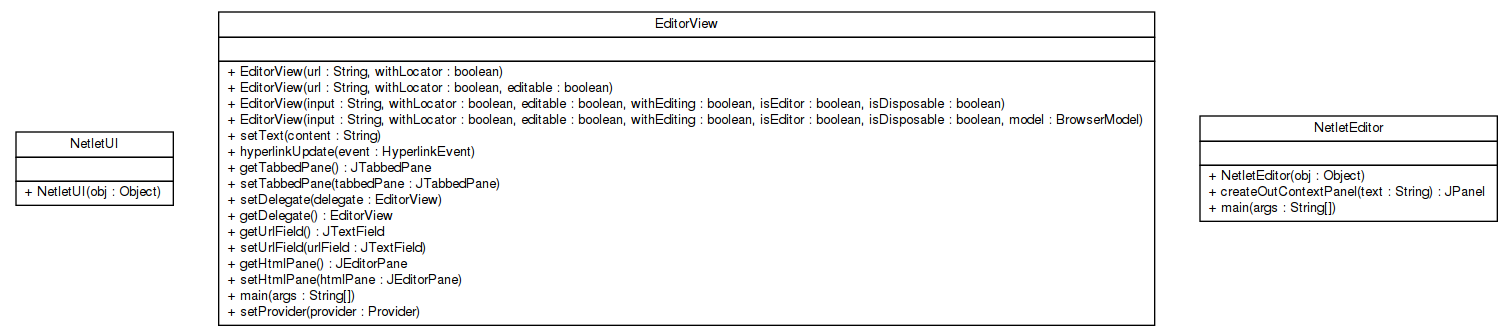 NetletUI
+ NetletUI(obj : Object)
EditorView
+ EditorView(url : String, withLocator : boolean)
+ EditorView(url : String, withLocator : boolean, editable : boolean)
+ EditorView(input : String, withLocator : boolean, editable : boolean, withEditing : boolean, isEditor : boolean, isDisposable : boolean)
+ EditorView(input : String, withLocator : boolean, editable : boolean, withEditing : boolean, isEditor : boolean, isDisposable : boolean, model : BrowserModel)
+ setText(content : String)
+ hyperlinkUpdate(event : HyperlinkEvent)
+ getTabbedPane() : JTabbedPane
+ setTabbedPane(tabbedPane : JTabbedPane)
+ setDelegate(delegate : EditorView)
+ getDelegate() : EditorView
+ getUrlField() : JTextField
+ setUrlField(urlField : JTextField)
+ getHtmlPane() : JEditorPane
+ setHtmlPane(htmlPane : JEditorPane)
+ main(args : String[])
+ setProvider(provider : Provider)
NetletEditor
+ NetletEditor(obj : Object)
+ createOutContextPanel(text : String) : JPanel
+ main(args : String[])